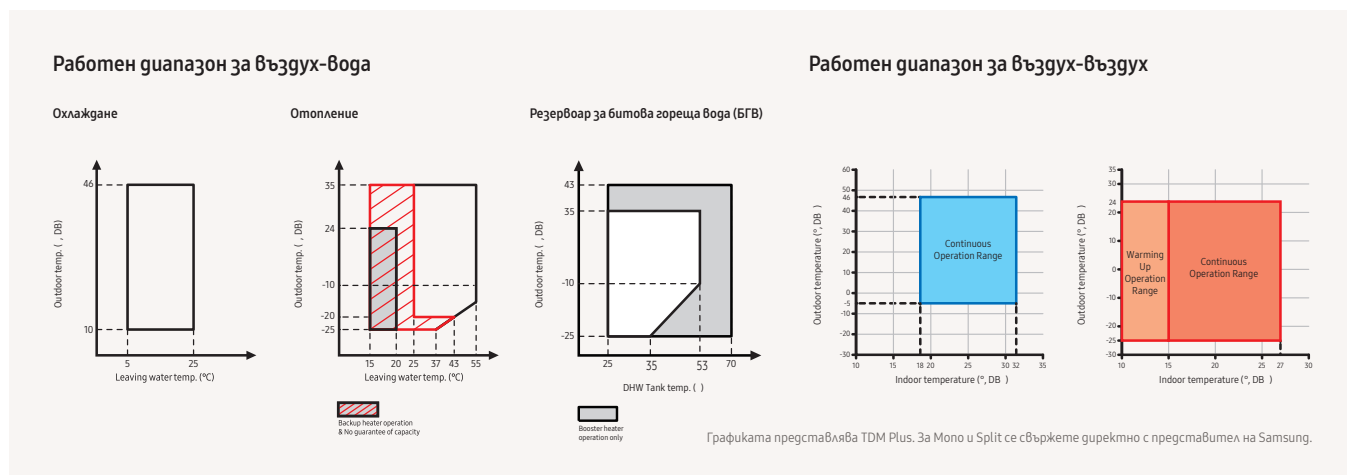 Работен диапазон за въздух-вода
Охлаждане
46
10
5
25
Outdoor temp. ( , DB)
Leaving water temp. (°C)
Отопление
35
24
-10
-20
-25
15
20
25
37
43
55
Outdoor temp. ( , DB)
Leaving water temp. (°C)
Backup heater operation
& No guarantee of capacity
Резервоар за битова гореща вода (БГВ)
43
35
-10
-25
25
35
53
70
Outdoor temp. ( , DB)
DHW Tank temp. ( )
Booster heater
operation only
Работен диапазон за въздух-въздух
60
50
46
40
30
20
10
0
-5
-10
-20
-30
10
15
18
20
25
30
32
35
Outdoor temperature (°, DB )
Continuous
Operation Range
Indoor temperature (°, DB )
35
30
24
20
10
0
-10
-20
-25
-30
10
15
20
25
27
30
Outdoor temperature (°, DB )
Warming
Up
Operation
Range
Continuous
Operation Range
Indoor temperature (°, DB )
Графиката представлява TDM Plus. За Mono и Split се свържете директно с представител на Samsung.